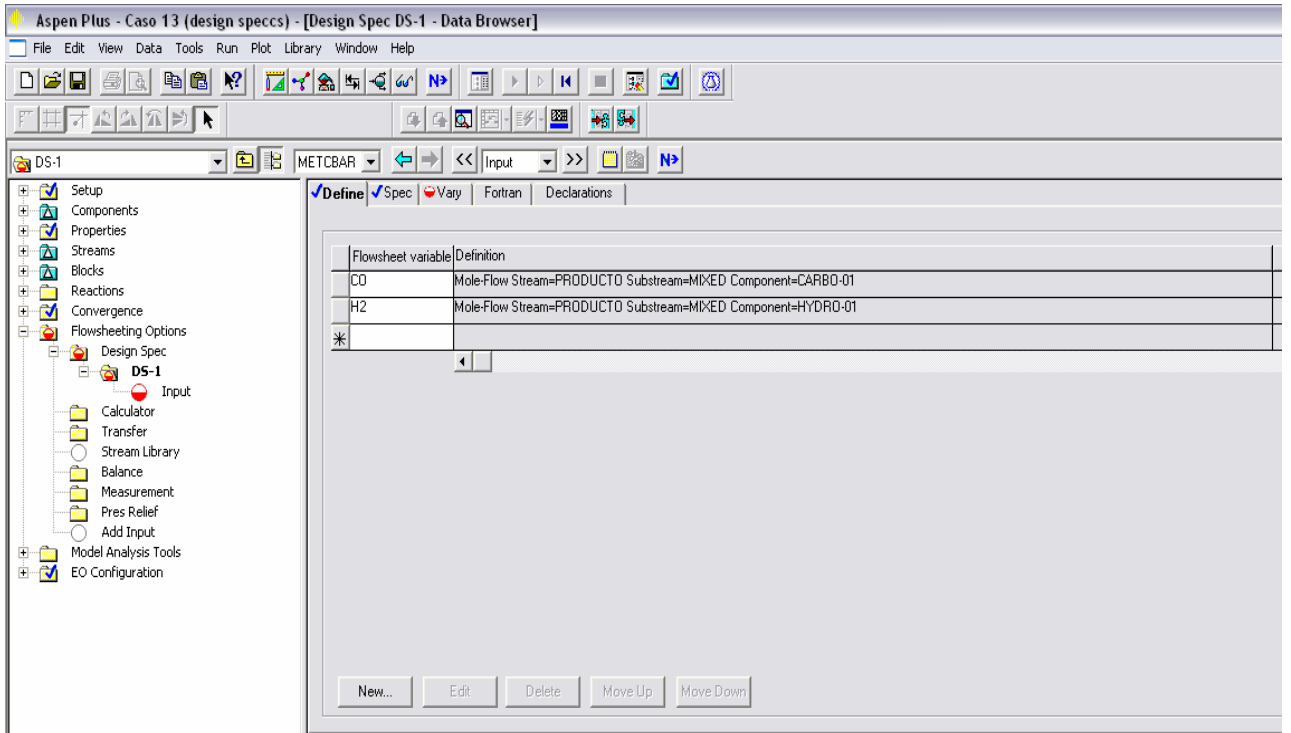 Aspen Plus - Caso 13 (design speccs) - [Design Spec DS-1 - Data Browser]
File Edit View Data Tools Run Plot Library Window Help
N>
DS-1 METCBAR << Input >> N>
Setup
Components
Properties
Streams
Blocks
Reactions
Convergence
Flowsheeting Options
Design Spec
DS-1
Input
Calculator
Transfer
Stream Library
Balance
Measurement
Pres Relief
Add Input
Model Analysis Tools
EO Configuration
Define Spec Vary Fortran Declarations
Flowsheet variable Definition
CO Mole-Flow Stream=PRODUCTO Substream=MIXED Component=CARBO-01
H2 Mole-Flow Stream=PRODUCTO Substream=MIXED Component=HYDRO-01
New... Edit Delete Move Up Move Down